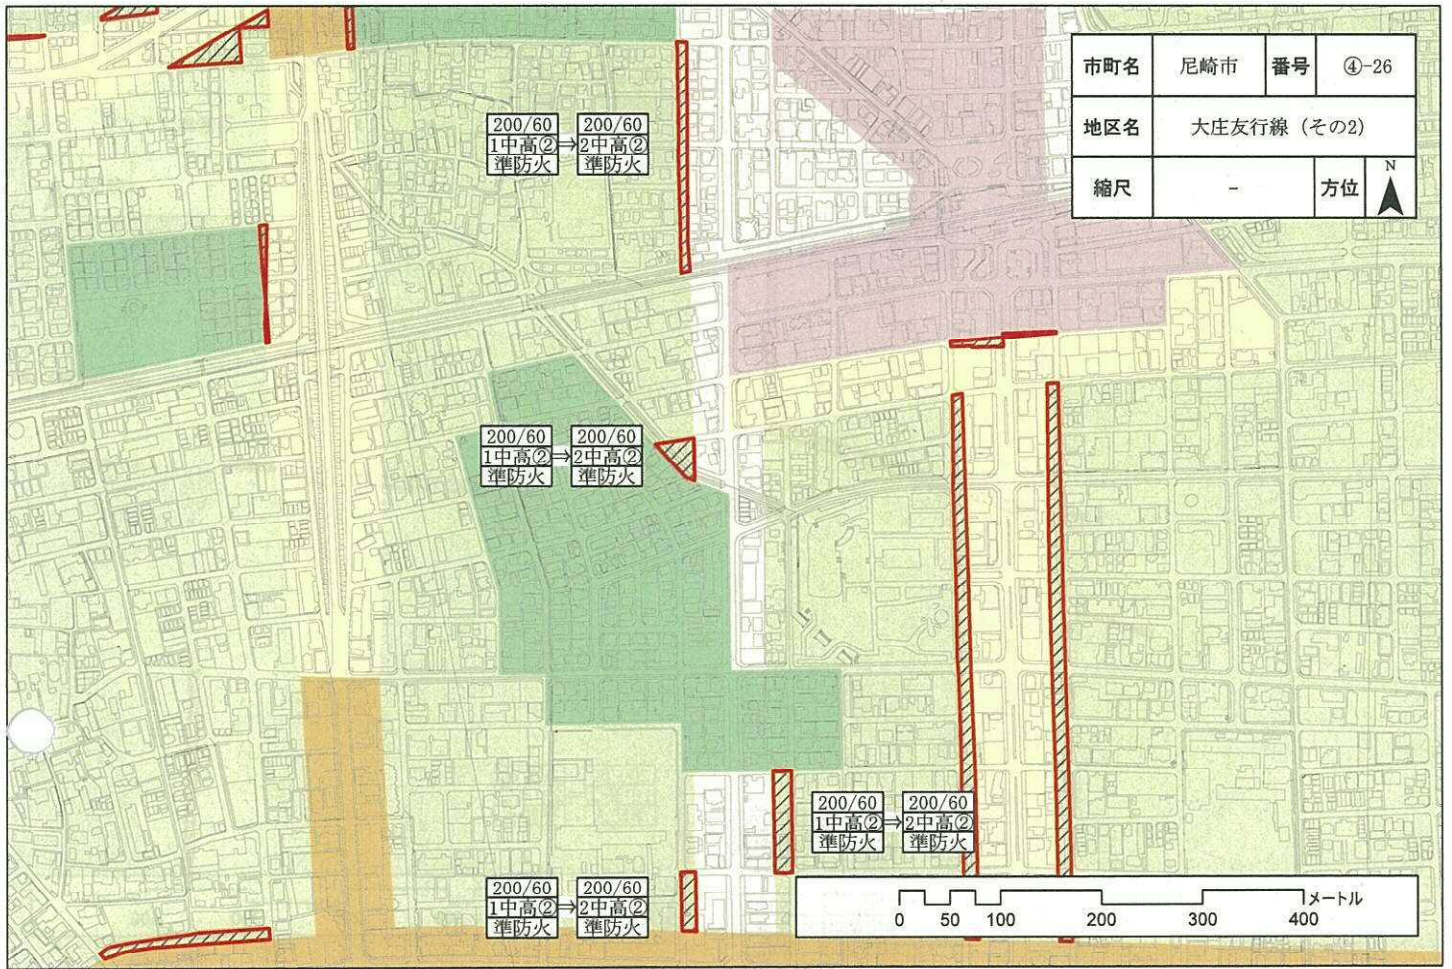 市町名 尼崎市 番号 ④-26
地区名 大庄友行線（その2）
縮尺 - 方位 N
200/60 200/60
1中高②⇒2中高②
準防火 準防火
200/60 200/60
1中高②⇒2中高②
準防火 準防火
200/60 200/60
1中高②⇒2中高②
準防火 準防火
200/60 200/60
1中高②⇒2中高②
準防火 準防火
メートル
0 50 100 200 300 400